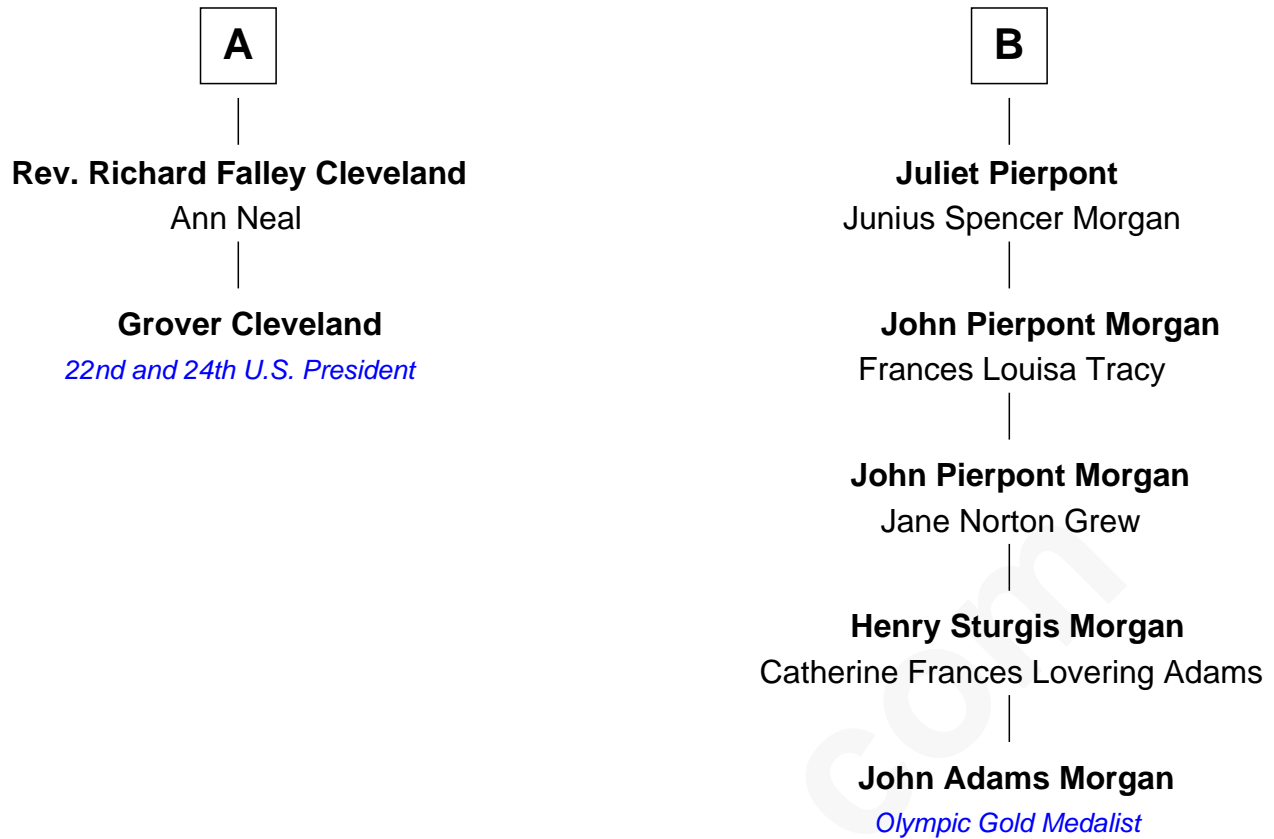 A
Rev. Richard Falley Cleveland
Ann Neal
Grover Cleveland
22nd and 24th U.S. President
B
Juliet Pierpont
Junius Spencer Morgan
John Pierpont Morgan
Frances Louisa Tracy
John Pierpont Morgan
Jane Norton Grew
Henry Sturgis Morgan
Catherine Frances Lovering Adams
John Adams Morgan
Olympic Gold Medalist
com